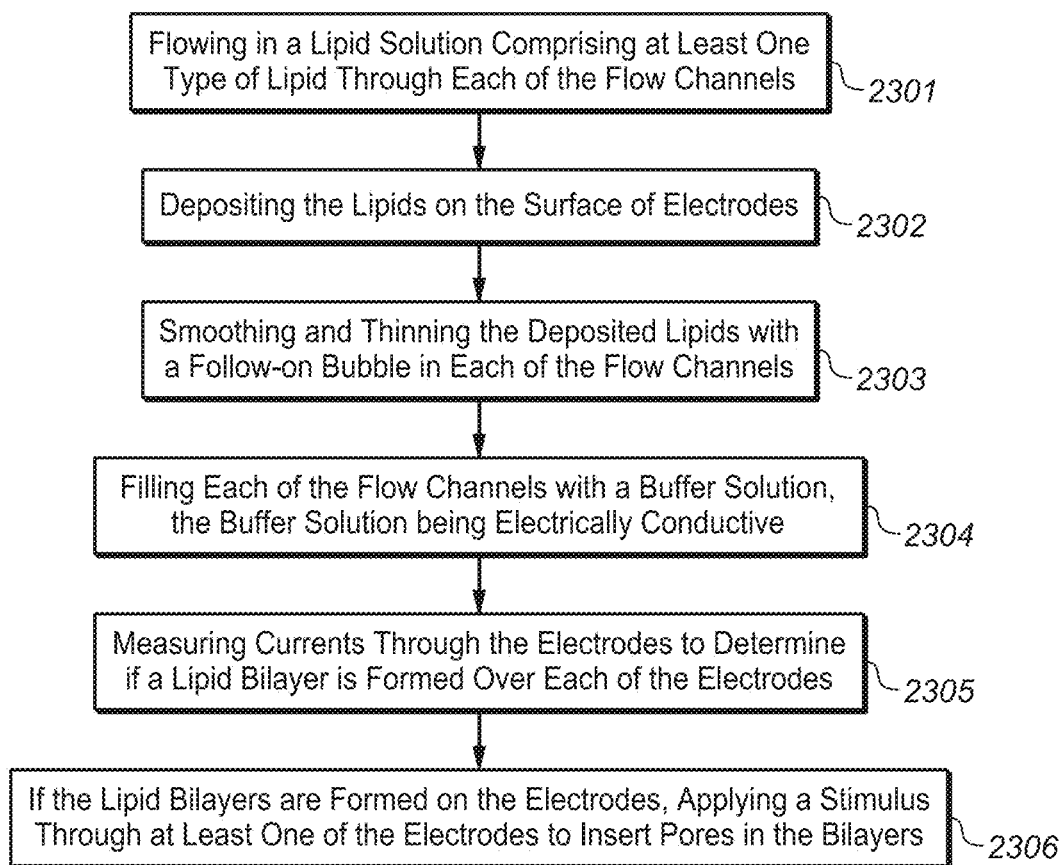 Flowing in a Lipid Solution Comprising at Least One
Type of Lipid Through Each of the Flow Channels
2301
Depositing the Lipids on the Surface of Electrodes
2302
Smoothing and Thinning the Deposited Lipids with
a Follow-on Bubble in Each of the Flow Channels
2303
Filling Each of the Flow Channels with a Buffer Solution,
the Buffer Solution being Electrically Conductive
2304
Measuring Currents Through the Electrodes to Determine
if a Lipid Bilayer is Formed Over Each of the Electrodes
2305
If the Lipid Bilayers are Formed on the Electrodes, Applying a Stimulus
Through at Least One of the Electrodes to Insert Pores in the Bilayers
2306